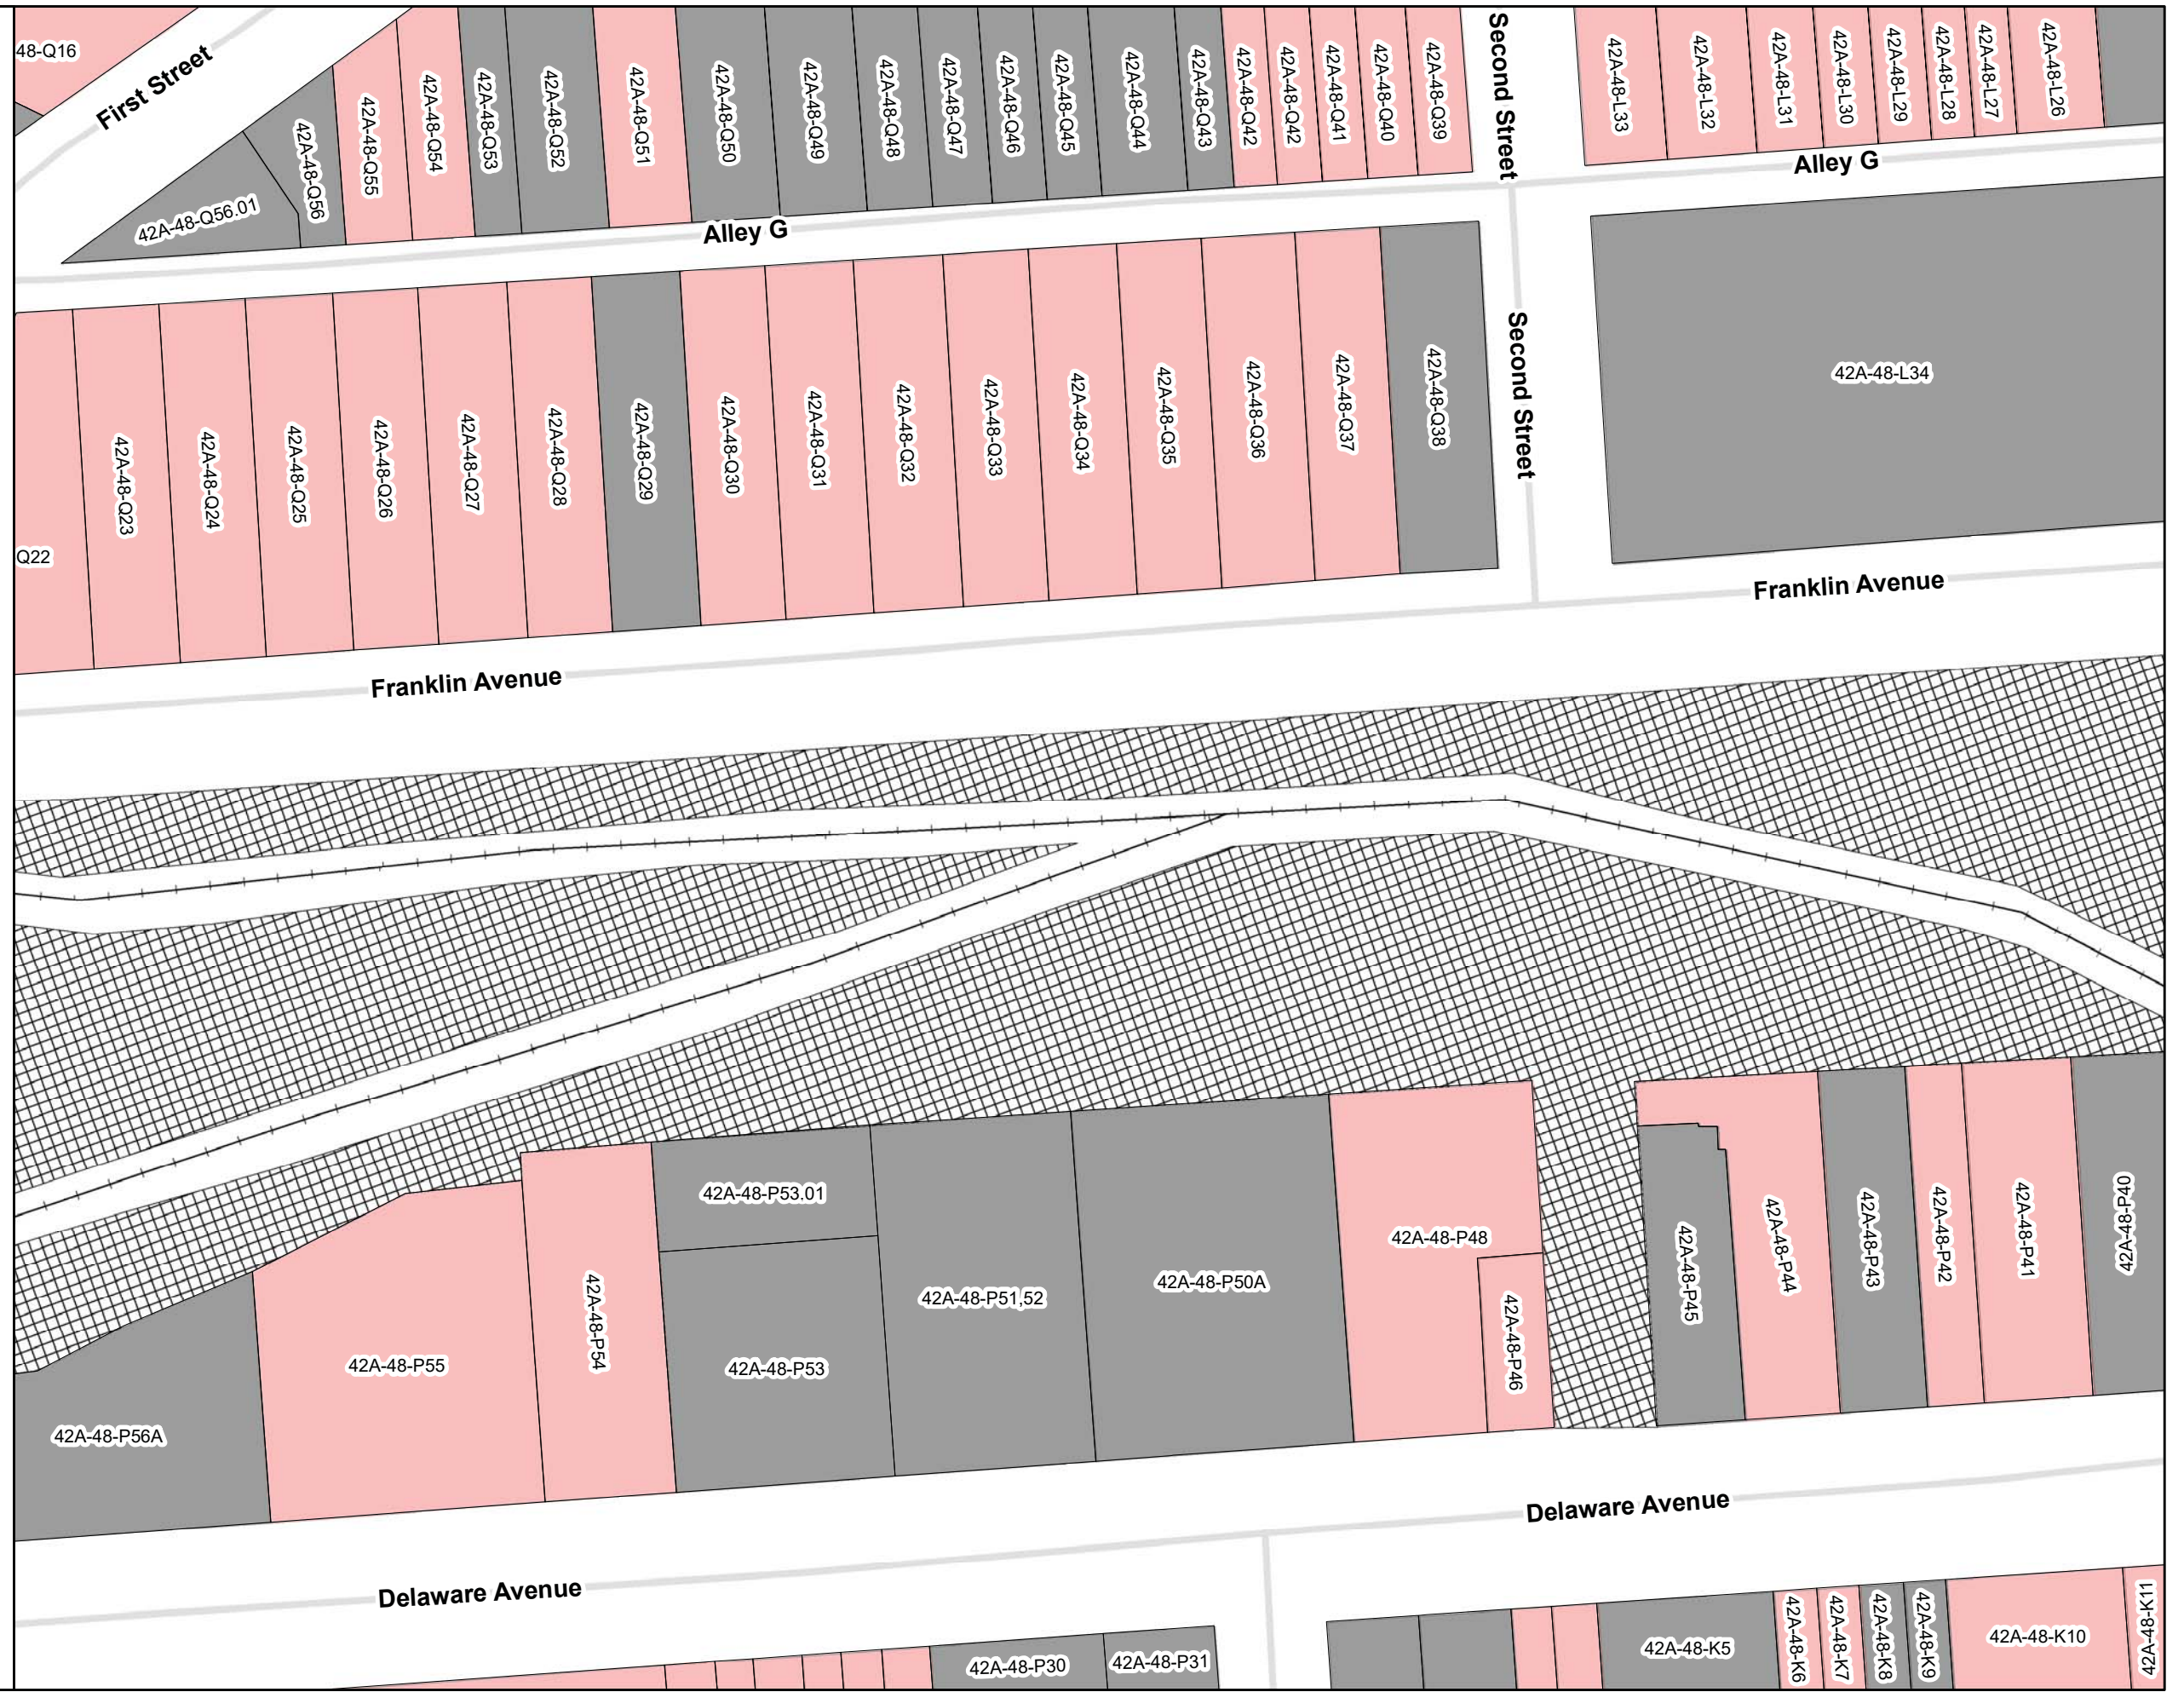 48-Q16
First Street
42A-48-Q56.01
42A-48-Q56
42A-48-Q55
42A-48-Q54
42A-48-Q53
42A-48-Q52
42A-48-Q51
42A-48-Q50
42A-48-Q49
42A-48-Q48
42A-48-Q47
42A-48-Q46
42A-48-Q45
42A-48-Q44
42A-48-Q43
42A-48-Q42
42A-48-Q42
42A-48-Q41
42A-48-Q40
42A-48-Q39
Second Street
42A-48-L33
42A-48-L32
42A-48-L31
42A-48-L30
42A-48-L29
42A-48-L28
42A-48-L27
42A-48-L26
Alley G
Alley G
Q22
42A-48-Q23
42A-48-Q24
42A-48-Q25
42A-48-Q26
42A-48-Q27
42A-48-Q28
42A-48-Q29
42A-48-Q30
42A-48-Q31
42A-48-Q32
42A-48-Q33
42A-48-Q34
42A-48-Q35
42A-48-Q36
42A-48-Q37
42A-48-Q38
Second Street
42A-48-L34
Franklin Avenue
Franklin Avenue
42A-48-P56A
42A-48-P55
42A-48-P54
42A-48-P53.01
42A-48-P53
42A-48-P51,52
42A-48-P50A
42A-48-P48
42A-48-P46
42A-48-P45
42A-48-P44
42A-48-P43
42A-48-P42
42A-48-P41
42A-48-P40
Delaware Avenue
Delaware Avenue
42A-48-P30
42A-48-P31
42A-48-K5
42A-48-K6
42A-48-K7
42A-48-K8
42A-48-K9
42A-48-K10
42A-48-K11